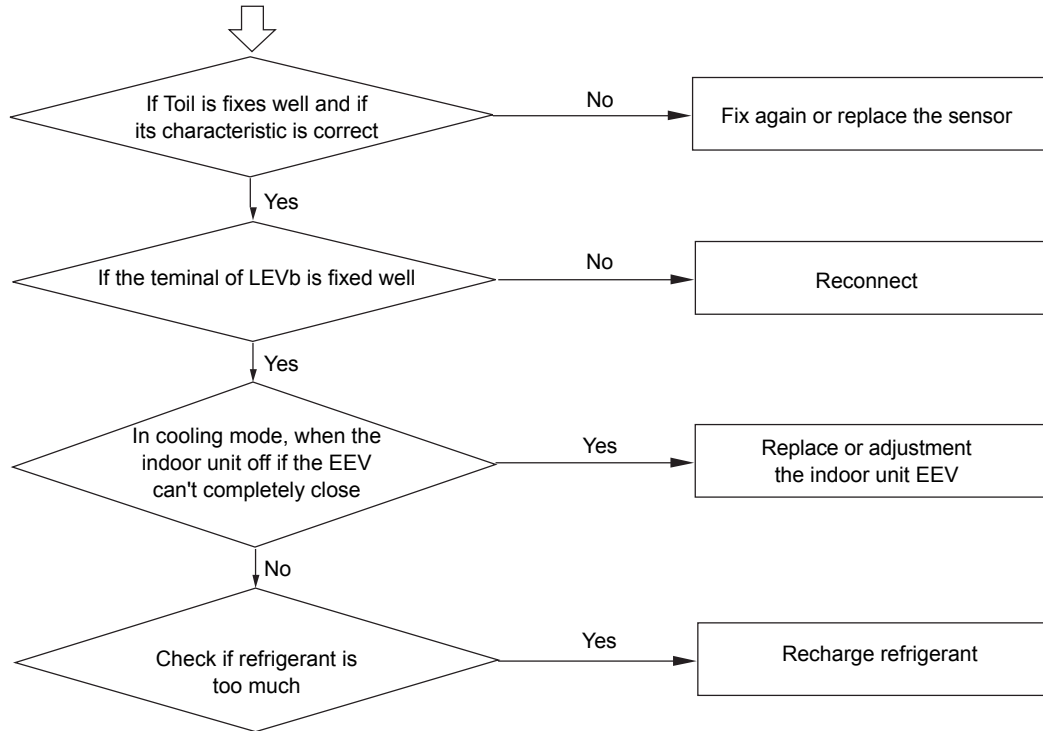 If Toil is fixes well and if
its characteristic is correct
No
Fix again or replace the sensor
Yes
If the teminal of LEVb is fixed well
No
Reconnect
Yes
In cooling mode, when the
indoor unit off if the EEV
can't completely close
Yes
Replace or adjustment
the indoor unit EEV
No
Check if refrigerant is
too much
Yes
Recharge refrigerant